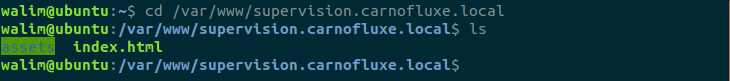 walim@ubuntu:~$ cd /var/www/supervision.carnofluxe.local
walim@ubuntu:/var/www/supervision.carnofluxe.local$ ls
assets  index.html
walim@ubuntu:/var/www/supervision.carnofluxe.local$